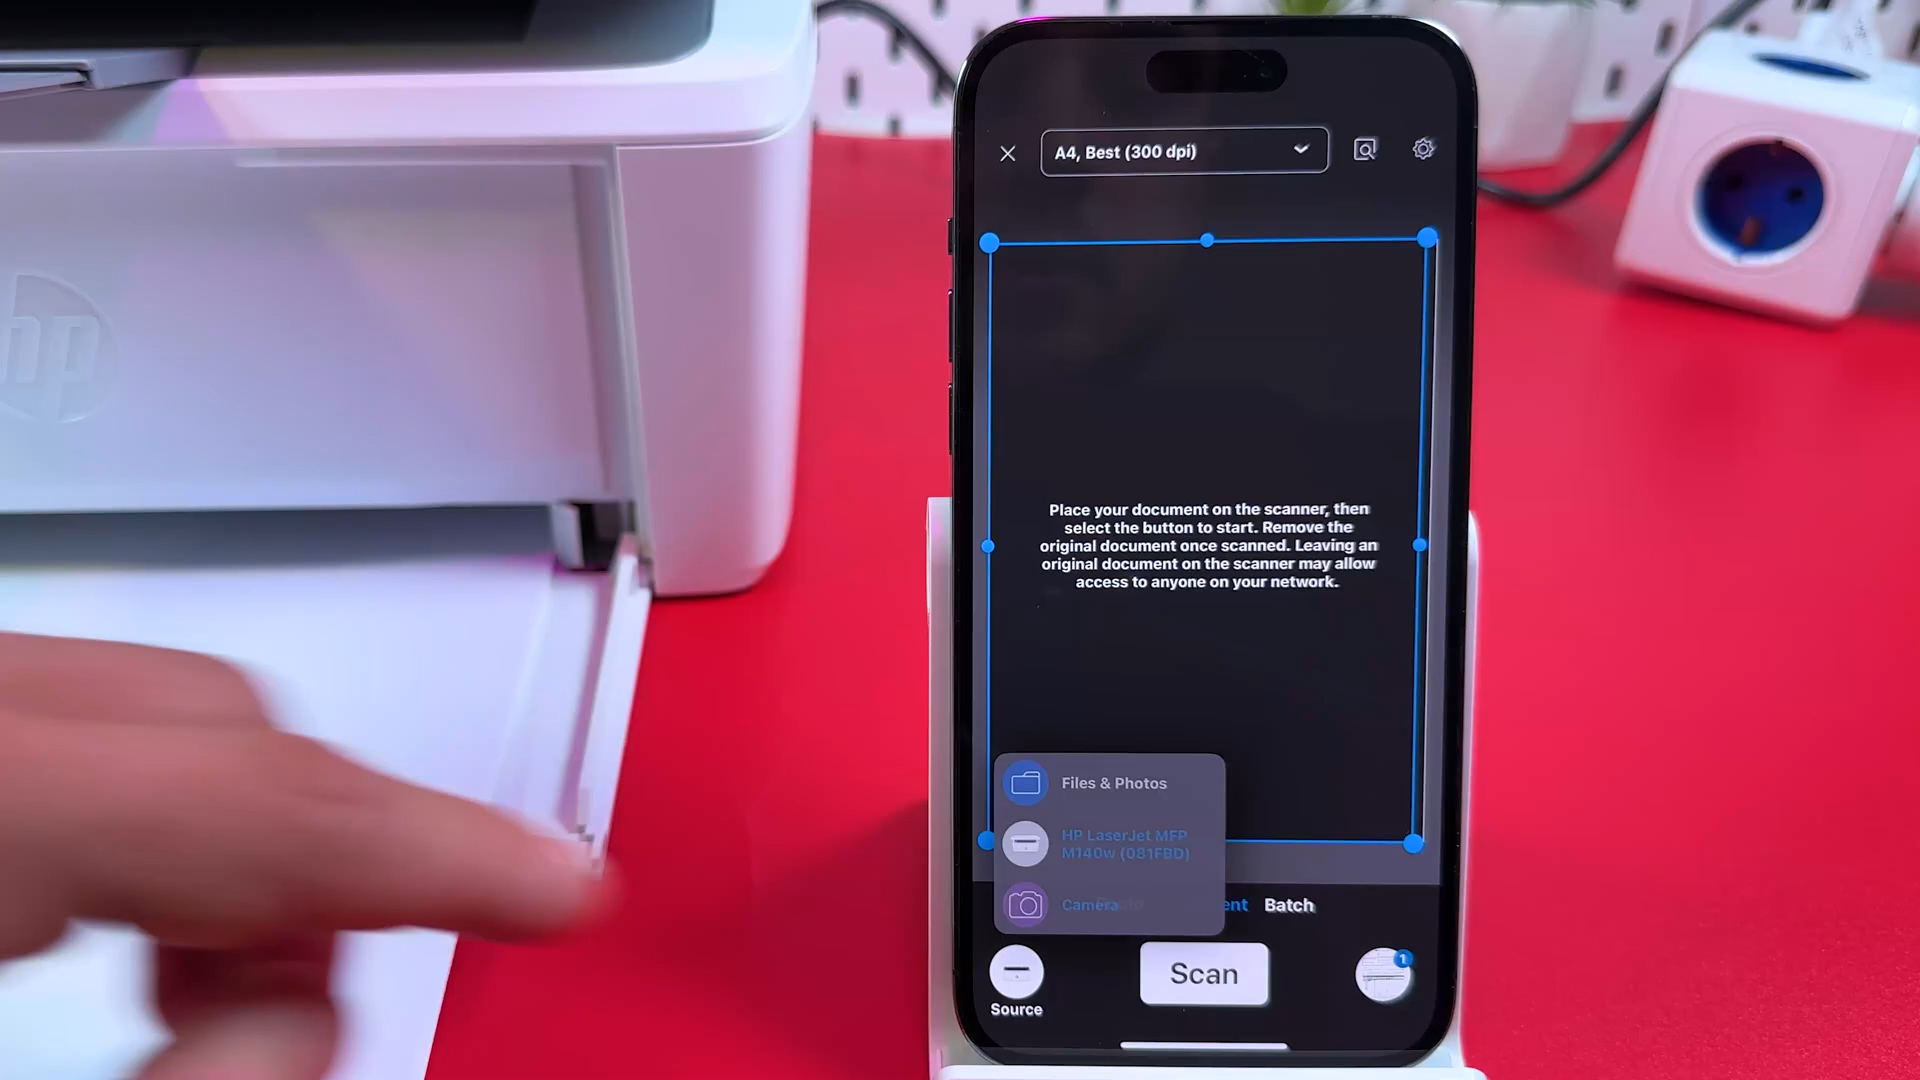 hp
A4, Best (300 dpi)
Place your document on the scanner, then
select the button to start. Remove the
original document once scanned. Leaving an
original document on the scanner may allow
access to anyone on your network.
Files & Photos
HP LaserJet MFP
M140w (081FBD)
Camera
ent
Batch
1
Scan
Source